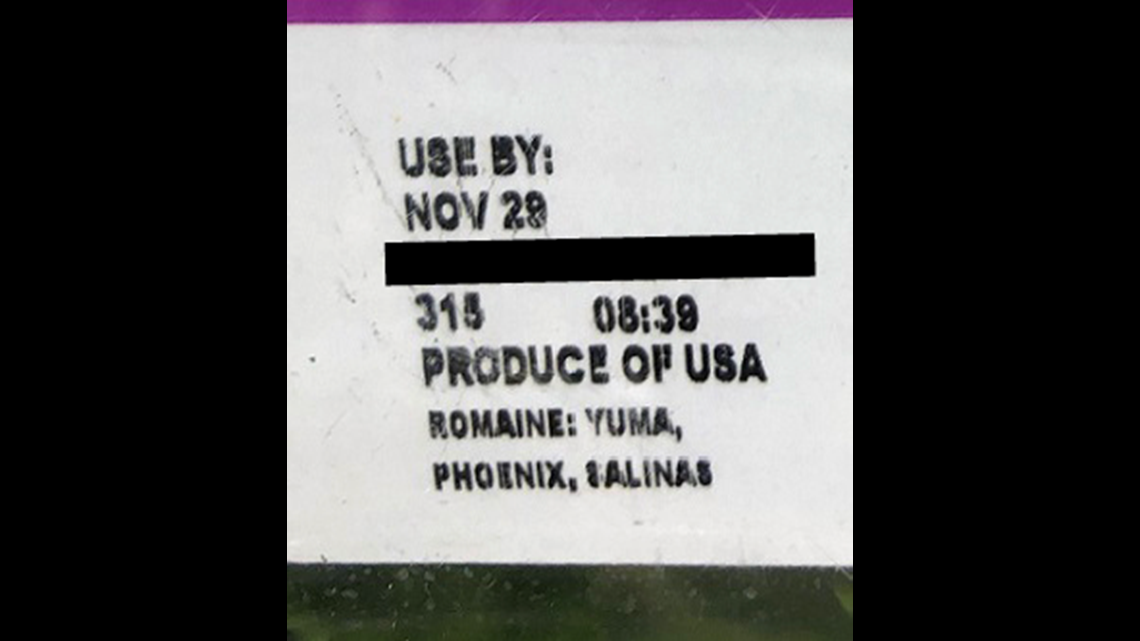 USE BY:
NOV 29
315 08:39
PRODUCE OF USA
ROMAINE: YUMA,
PHOENIX, SALINAS